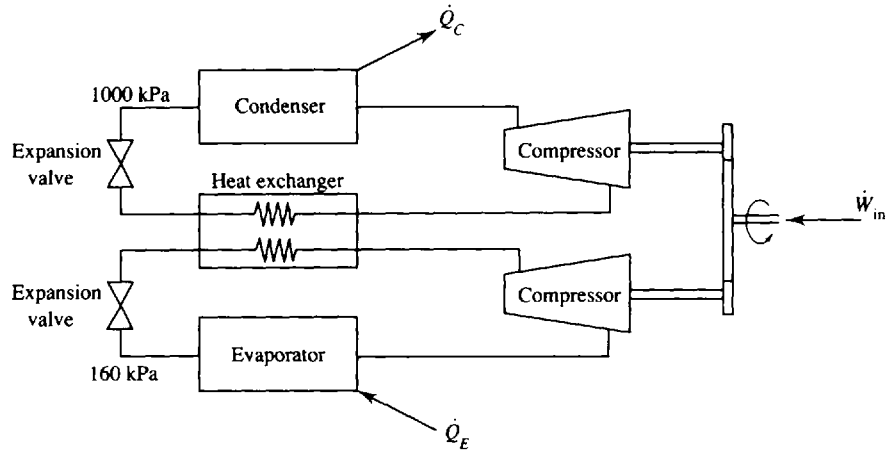 Q̇_C
1000 kPa
Condenser
Expansion
valve
Compressor
Heat exchanger
Ẇ_in
Expansion
valve
Compressor
Evaporator
160 kPa
Q̇_E